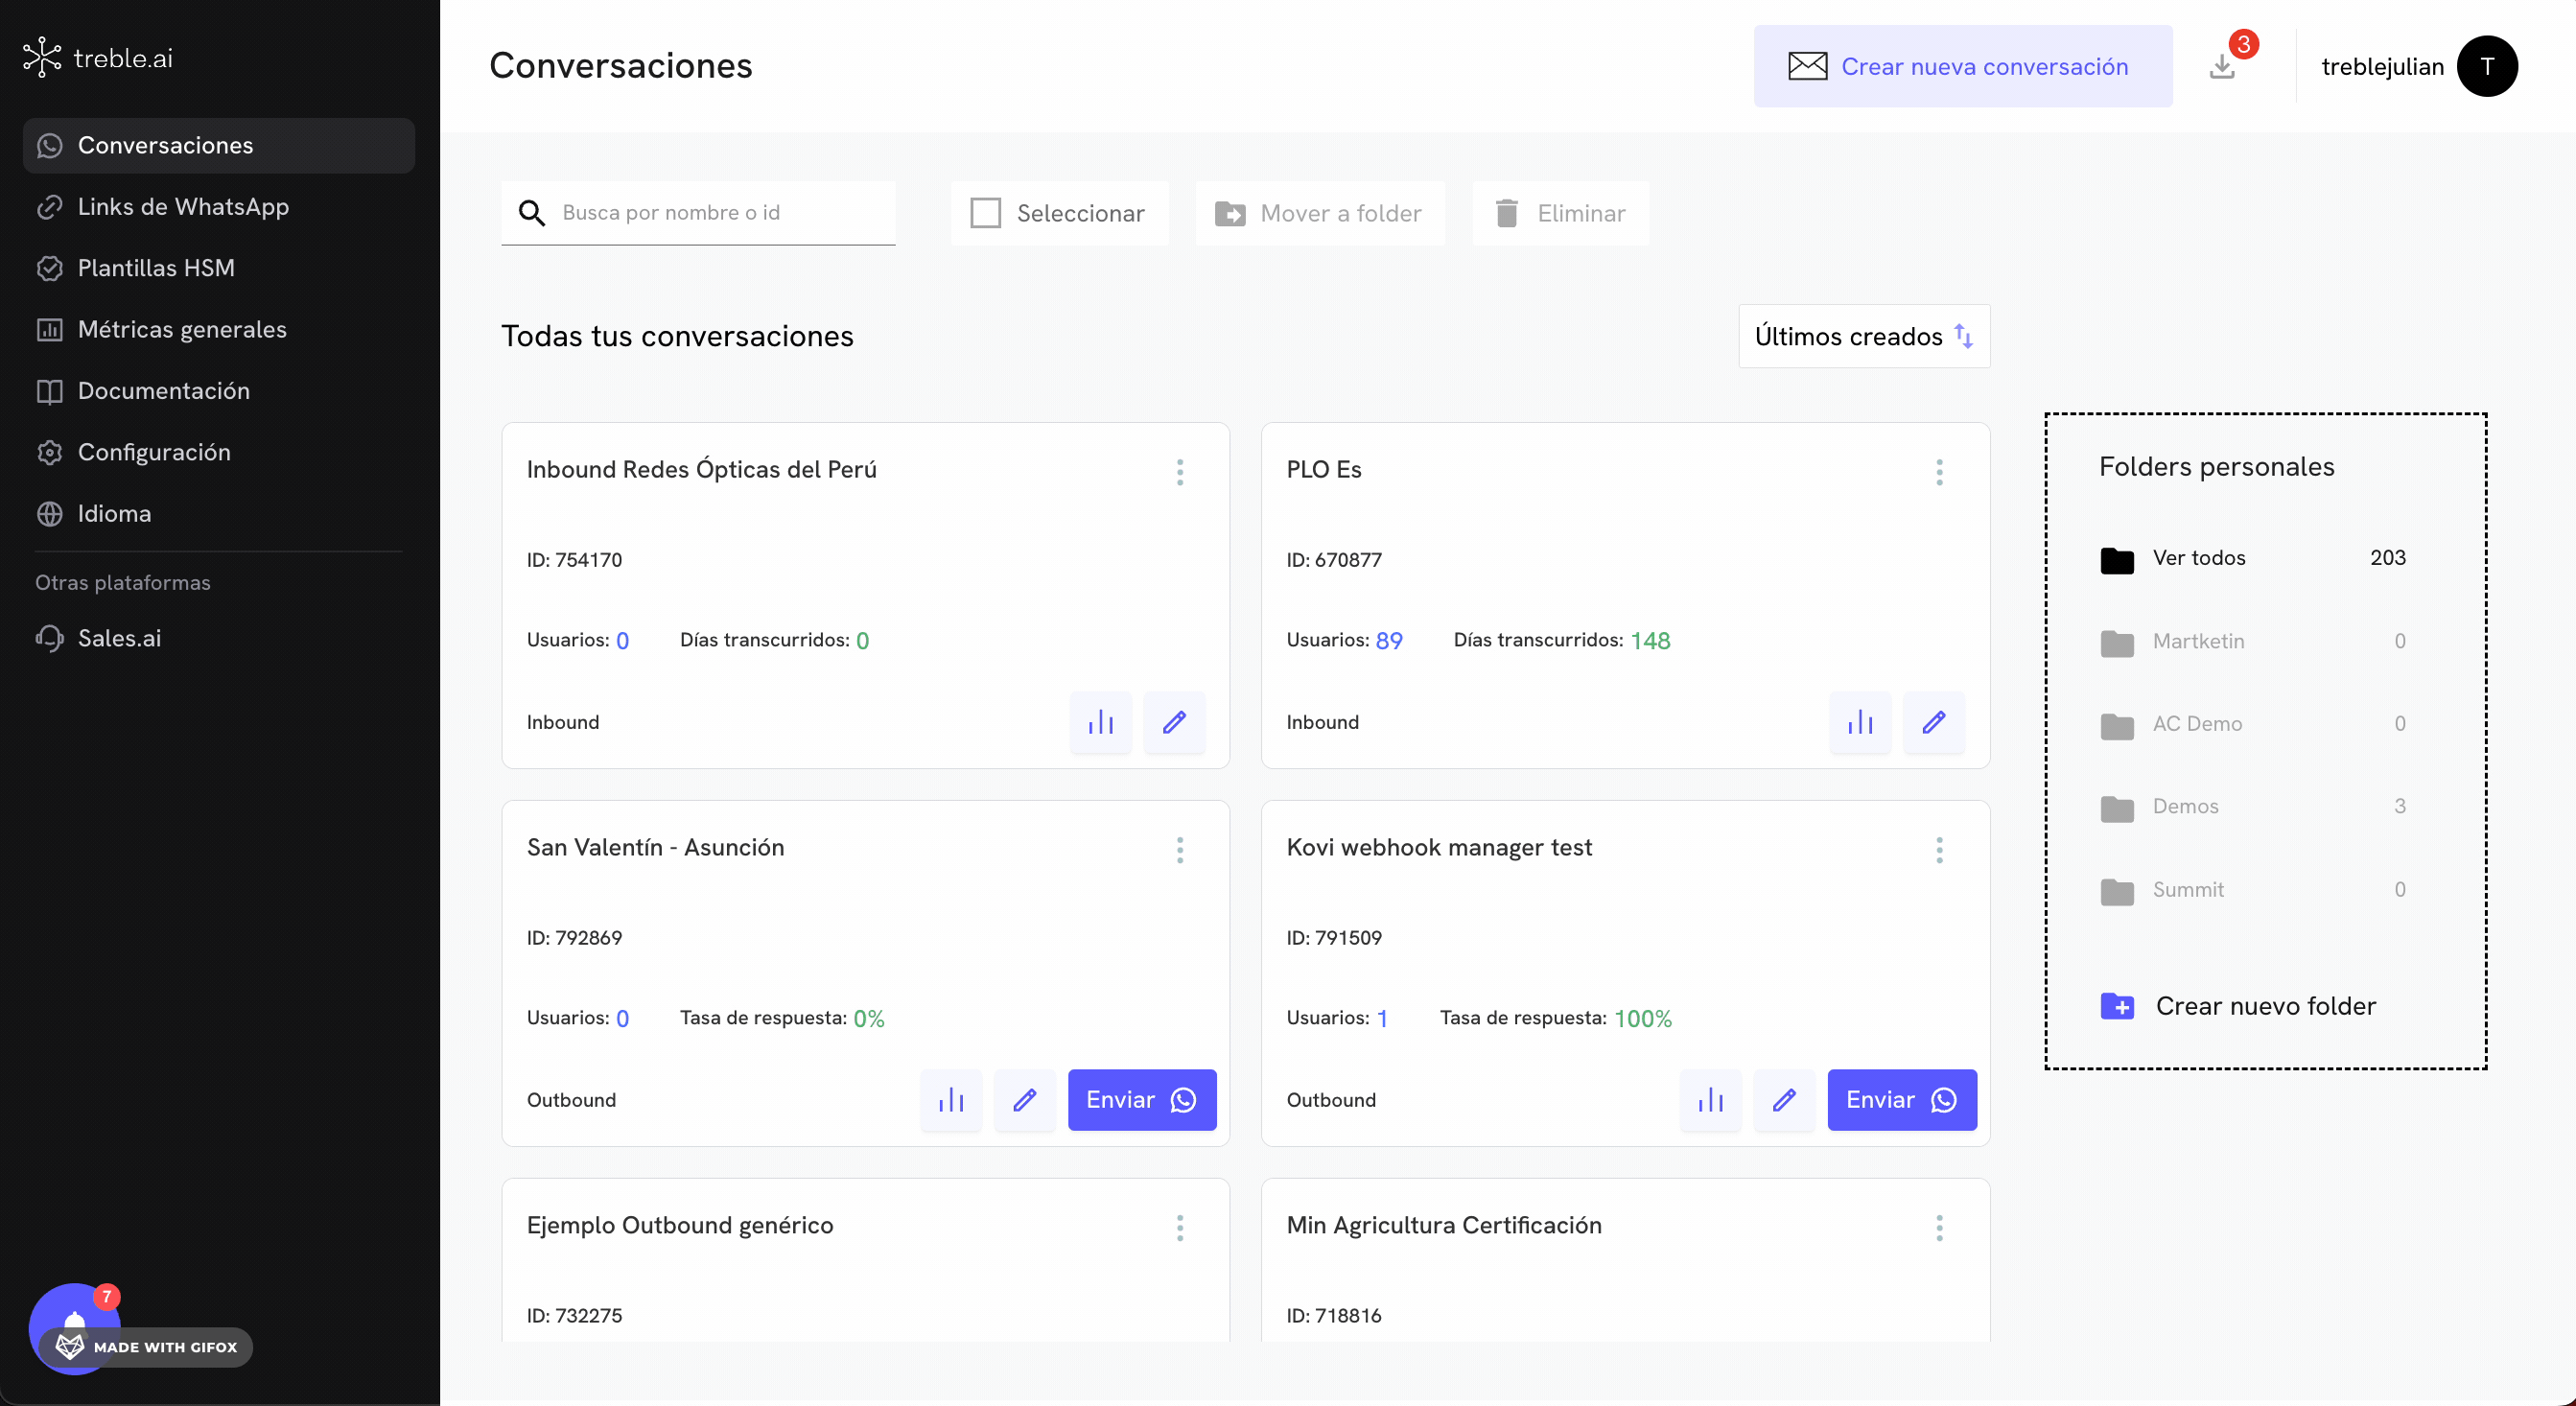 treble.ai
Conversaciones
Links de WhatsApp
Plantillas HSM
Métricas generales
Documentación
Configuración
Idioma
Otras plataformas
Sales.ai
7
MADE WITH GIFOX
Conversaciones
Crear nueva conversación
3
treblejulian
T
Busca por nombre o id
Seleccionar
Mover a folder
Eliminar
Todas tus conversaciones
Últimos creados
Inbound Redes Ópticas del Perú
ID: 754170
Usuarios: 0 Días transcurridos: 0
Inbound
PLO Es
ID: 670877
Usuarios: 89 Días transcurridos: 148
Inbound
San Valentín - Asunción
ID: 792869
Usuarios: 0 Tasa de respuesta: 0%
Outbound
Enviar
Kovi webhook manager test
ID: 791509
Usuarios: 1 Tasa de respuesta: 100%
Outbound
Enviar
Ejemplo Outbound genérico
ID: 732275
Min Agricultura Certificación
ID: 718816
Folders personales
Ver todos 203
Martketin 0
AC Demo 0
Demos 3
Summit 0
Crear nuevo folder